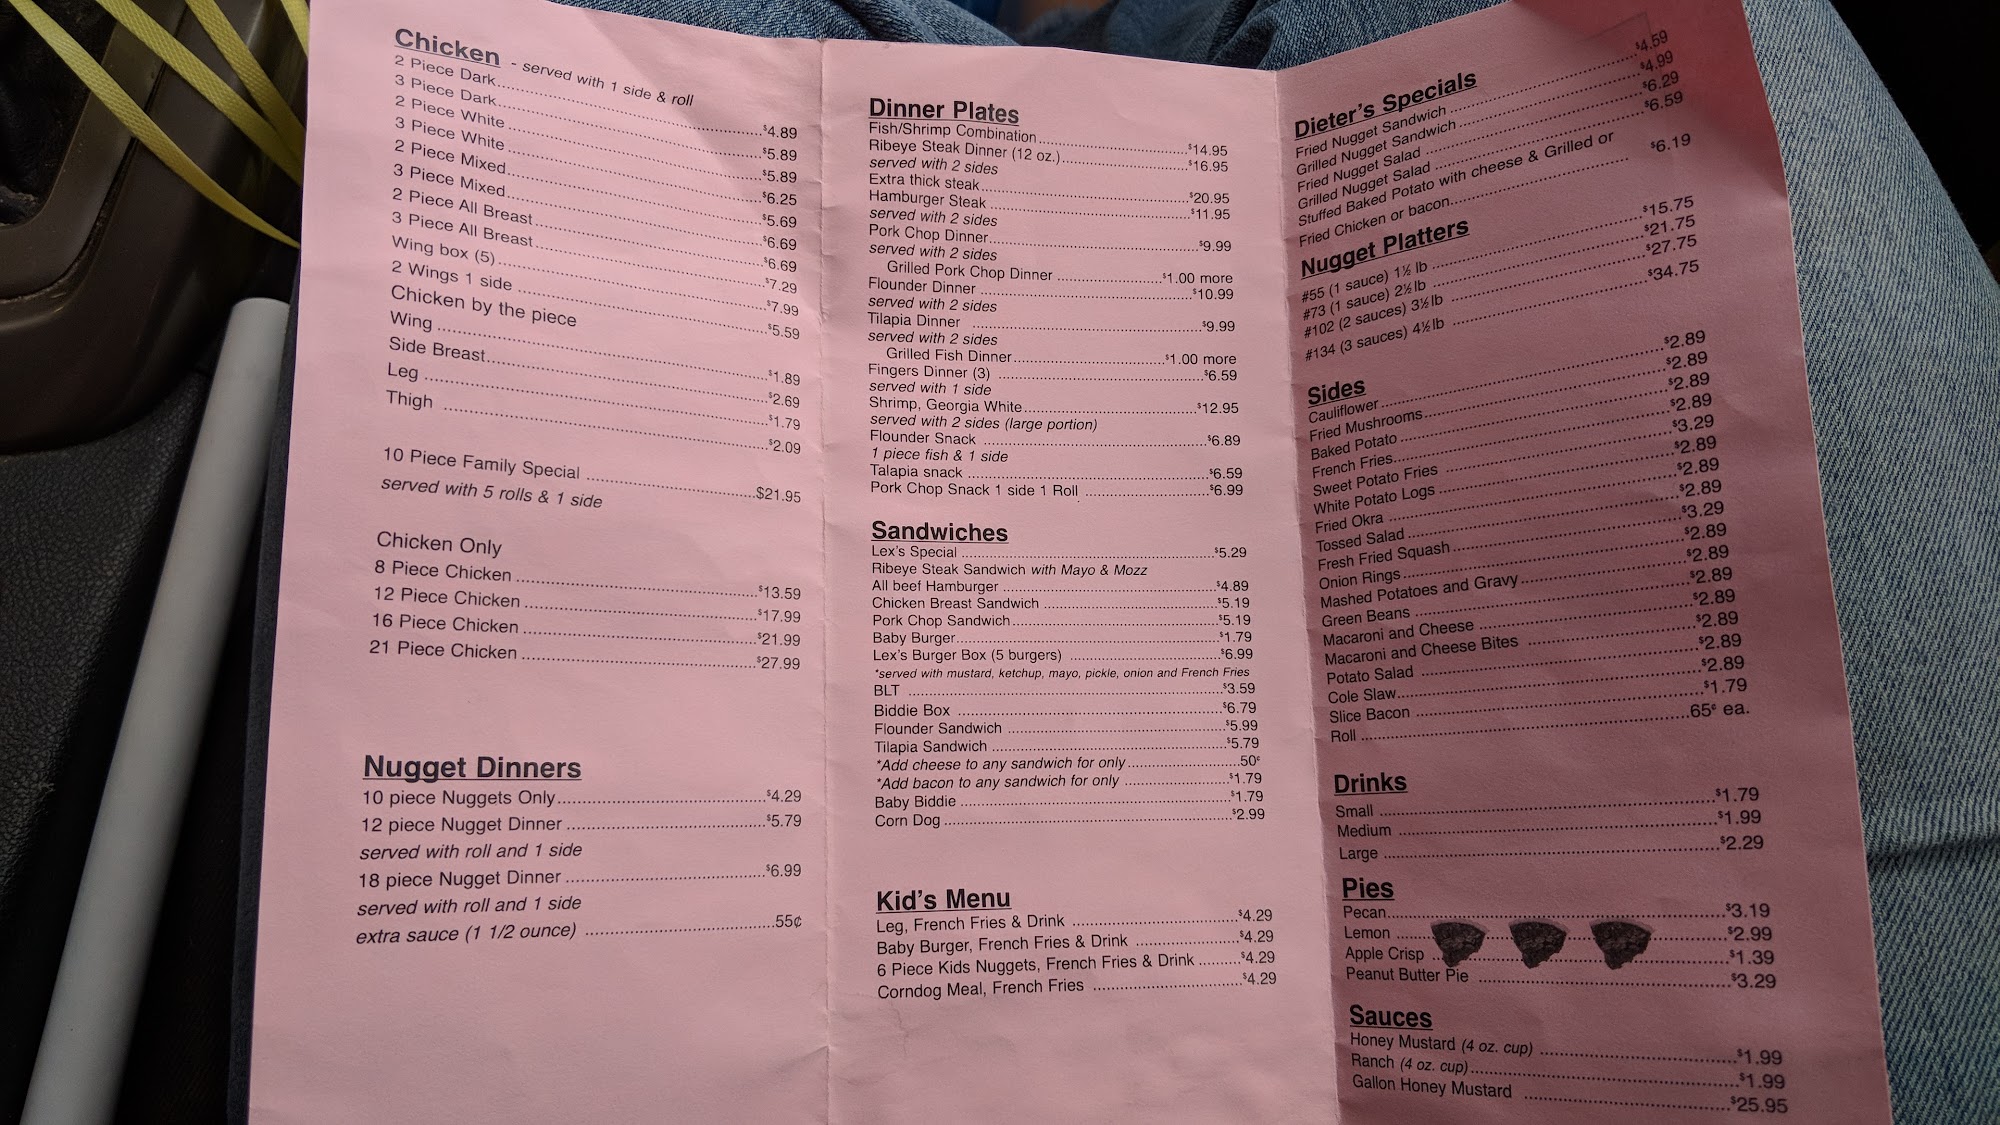 Chicken - served with 1 side & roll
2 Piece Dark $4.89
3 Piece Dark $5.89
2 Piece White $5.89
3 Piece White $6.25
2 Piece Mixed $5.69
3 Piece Mixed $6.69
2 Piece All Breast $6.69
3 Piece All Breast $7.29
Wing box (5) $7.99
2 Wings 1 side $5.59
Chicken by the piece
Wing $1.89
Side Breast $2.69
Leg $1.79
Thigh $2.09
10 Piece Family Special $21.95
served with 5 rolls & 1 side
Chicken Only
8 Piece Chicken $13.59
12 Piece Chicken $17.99
16 Piece Chicken $21.99
21 Piece Chicken $27.99
Nugget Dinners
10 piece Nuggets Only $4.29
12 piece Nugget Dinner $5.79
served with roll and 1 side
18 piece Nugget Dinner $6.99
served with roll and 1 side
extra sauce (1 1/2 ounce) .55¢
Dinner Plates
Fish/Shrimp Combination $14.95
Ribeye Steak Dinner (12 oz.) $16.95
served with 2 sides
Extra thick steak $20.95
Hamburger Steak $11.95
served with 2 sides
Pork Chop Dinner $9.99
served with 2 sides
Grilled Pork Chop Dinner $1.00 more
Flounder Dinner $10.99
served with 2 sides
Tilapia Dinner $9.99
served with 2 sides
Grilled Fish Dinner $1.00 more
Fingers Dinner (3) $6.59
served with 1 side
Shrimp, Georgia White $12.95
served with 2 sides (large portion)
Flounder Snack $6.89
1 piece fish & 1 side
Talapia snack $6.59
Pork Chop Snack 1 side 1 Roll $6.99
Sandwiches
Lex's Special $5.29
Ribeye Steak Sandwich with Mayo & Mozz
All beef Hamburger $4.89
Chicken Breast Sandwich $5.19
Pork Chop Sandwich $5.19
Baby Burger $1.79
Lex's Burger Box (5 burgers) $6.99
*served with mustard, ketchup, mayo, pickle, onion and French Fries
BLT $3.59
Biddie Box $6.79
Flounder Sandwich $5.99
Tilapia Sandwich $5.79
*Add cheese to any sandwich for only .50¢
*Add bacon to any sandwich for only $1.79
Baby Biddie $1.79
Corn Dog $2.99
Kid's Menu
Leg, French Fries & Drink $4.29
Baby Burger, French Fries & Drink $4.29
6 Piece Kids Nuggets, French Fries & Drink $4.29
Corndog Meal, French Fries $4.29
Dieter's Specials
Fried Nugget Sandwich $4.59
Grilled Nugget Sandwich $4.99
Fried Nugget Salad $6.29
Grilled Nugget Salad $6.59
Stuffed Baked Potato with cheese & Grilled or
Fried Chicken or bacon $6.19
Nugget Platters
#55 (1 sauce) 1½ lb $15.75
#73 (1 sauce) 2½ lb $21.75
#102 (2 sauces) 3½ lb $27.75
#134 (3 sauces) 4½ lb $34.75
Sides
Cauliflower $2.89
Fried Mushrooms $2.89
Baked Potato $2.89
French Fries $2.89
Sweet Potato Fries $3.29
White Potato Logs $2.89
Fried Okra $2.89
Tossed Salad $2.89
Fresh Fried Squash $3.29
Onion Rings $2.89
Mashed Potatoes and Gravy $2.89
Green Beans $2.89
Macaroni and Cheese $2.89
Macaroni and Cheese Bites $2.89
Potato Salad $2.89
Cole Slaw $2.89
Slice Bacon $1.79
Roll .65¢ ea.
Drinks
Small $1.79
Medium $1.99
Large $2.29
Pies
Pecan $3.19
Lemon $2.99
Apple Crisp $1.39
Peanut Butter Pie $3.29
Sauces
Honey Mustard (4 oz. cup) $1.99
Ranch (4 oz. cup) $1.99
Gallon Honey Mustard $25.95